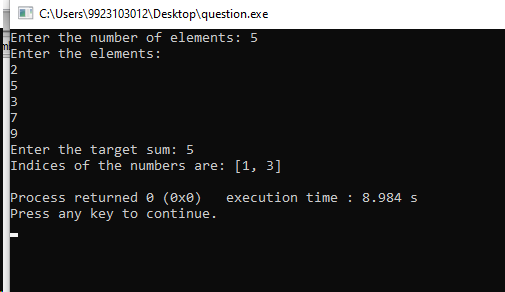 C:\Users\9923103012\Desktop\question.exe
Enter the number of elements: 5
Enter the elements:
2
5
3
7
9
Enter the target sum: 5
Indices of the numbers are: [1, 3]
Process returned 0 (0x0)   execution time : 8.984 s
Press any key to continue.